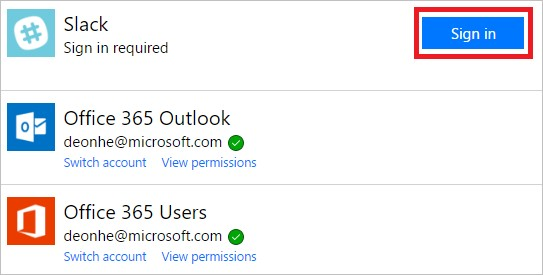 Slack
Sign in required
Sign in
Office 365 Outlook
deonhe@microsoft.com
Switch account View permissions
Office 365 Users
deonhe@microsoft.com
Switch account View permissions